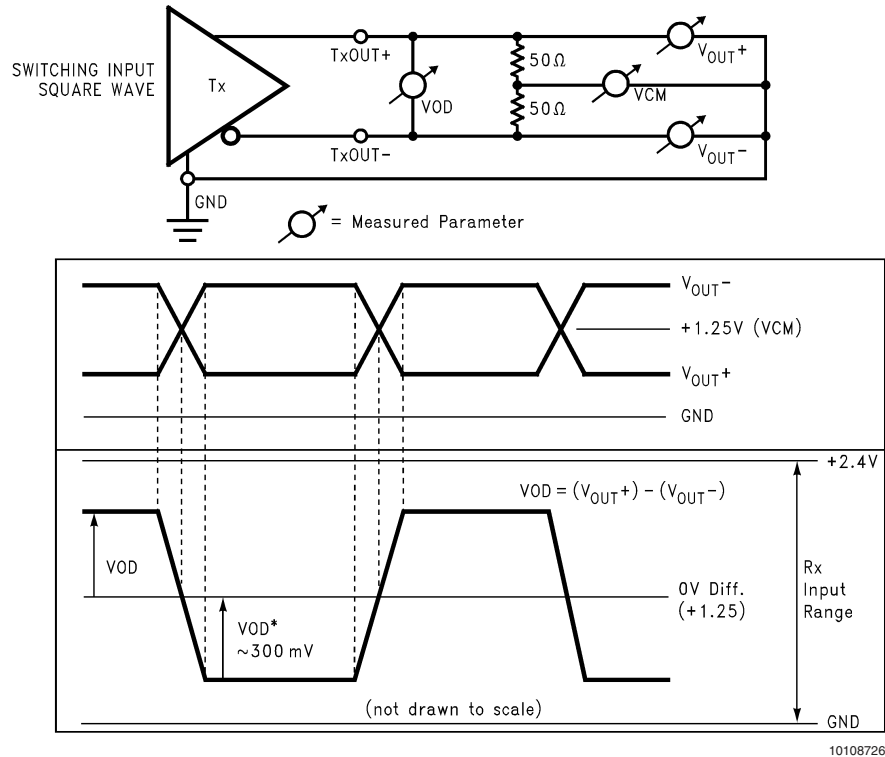 SWITCHING INPUT
SQUARE WAVE
Tx
TxOUT+
TxOUT-
VOD
50Ω
50Ω
VCM
VOUT+
VOUT-
GND
= Measured Parameter
VOUT-
+1.25V (VCM)
VOUT+
GND
+2.4V
VOD = (VOUT+) - (VOUT-)
VOD
VOD*
~300 mV
0V Diff.
(+1.25)
Rx
Input
Range
(not drawn to scale)
GND
10108726